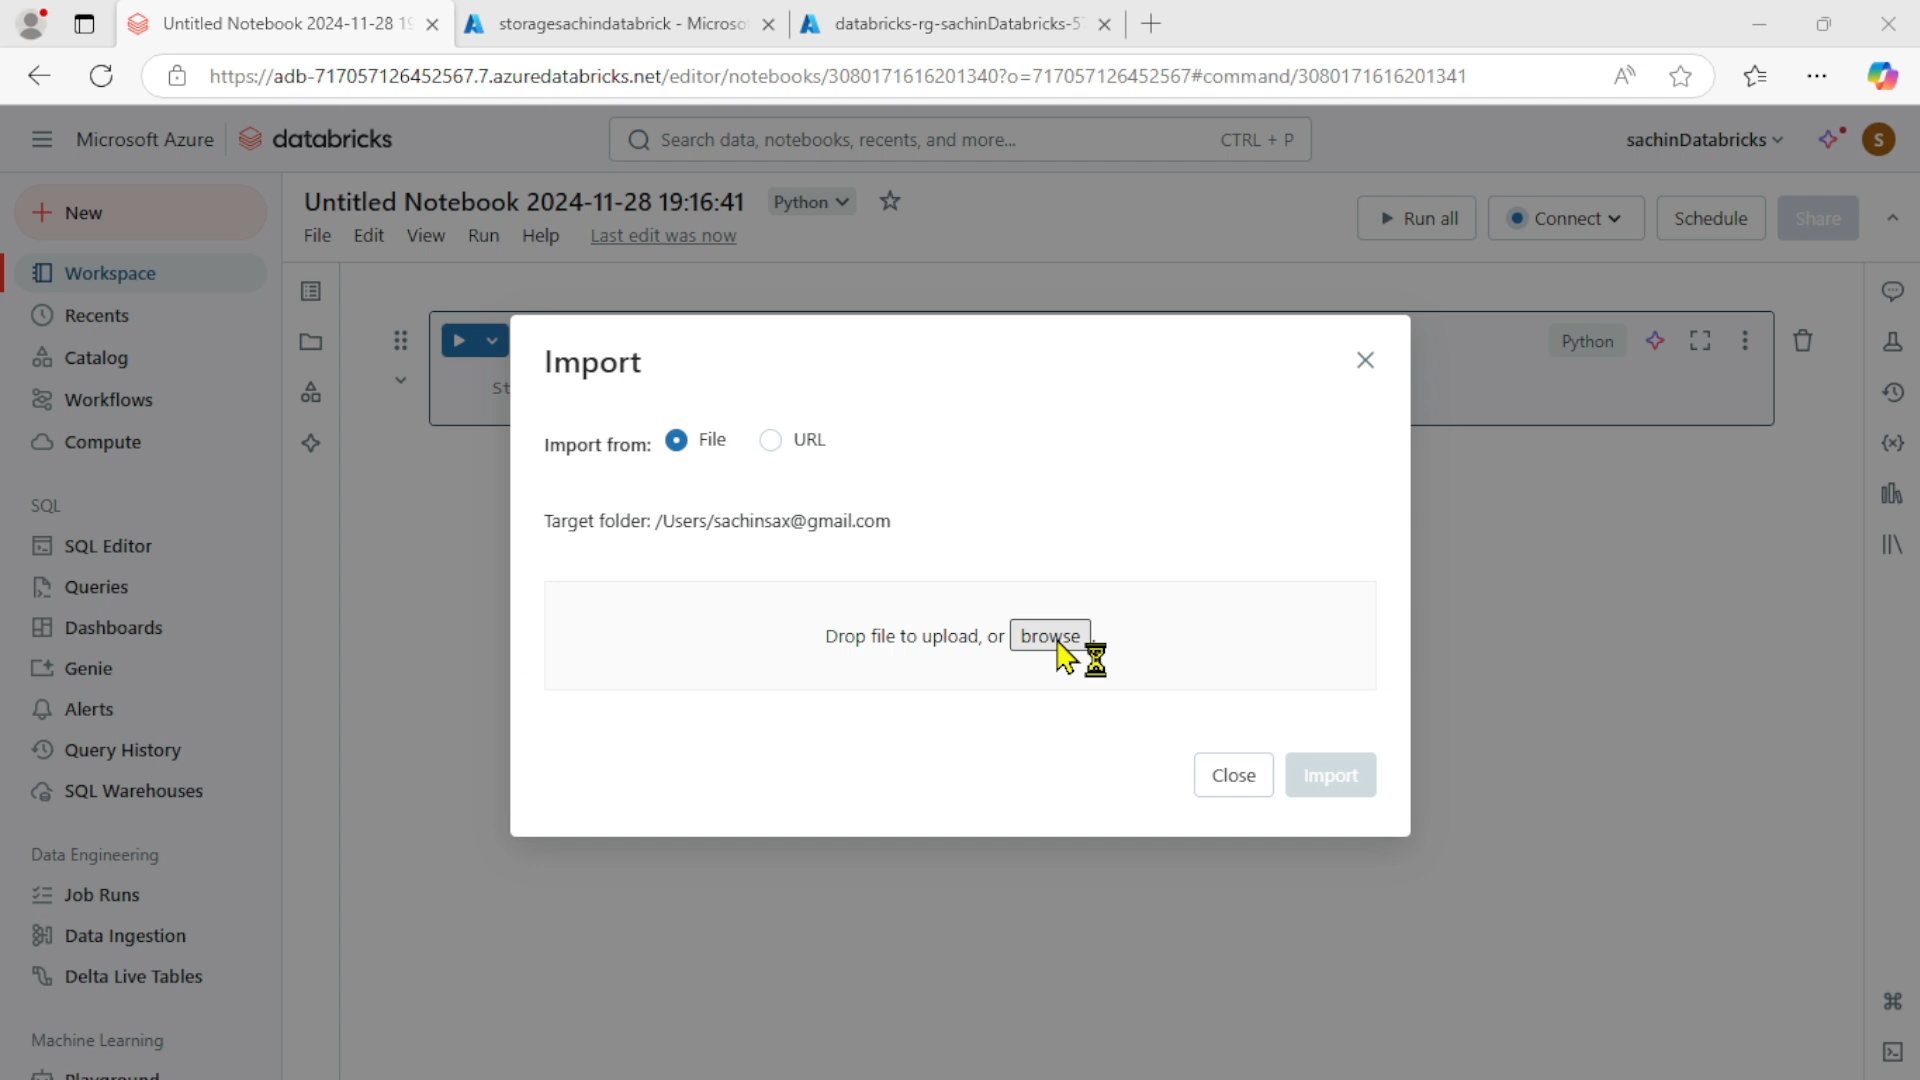 Untitled Notebook 2024-11-28 19
storagesachindatabrick - Microso
databricks-rg-sachinDatabricks-5
https://adb-717057126452567.7.azuredatabricks.net/editor/notebooks/3080171616201340?o=717057126452567#command/3080171616201341
Microsoft Azure databricks
Search data, notebooks, recents, and more... CTRL + P
sachinDatabricks S
New
Workspace
Recents
Catalog
Workflows
Compute
SQL
SQL Editor
Queries
Dashboards
Genie
Alerts
Query History
SQL Warehouses
Data Engineering
Job Runs
Data Ingestion
Delta Live Tables
Machine Learning
Playground
Untitled Notebook 2024-11-28 19:16:41 Python
File Edit View Run Help Last edit was now
Run all Connect Schedule Share
Python
St
Import
Import from: File URL
Target folder: /Users/sachinsax@gmail.com
Drop file to upload, or browse.
Close Import